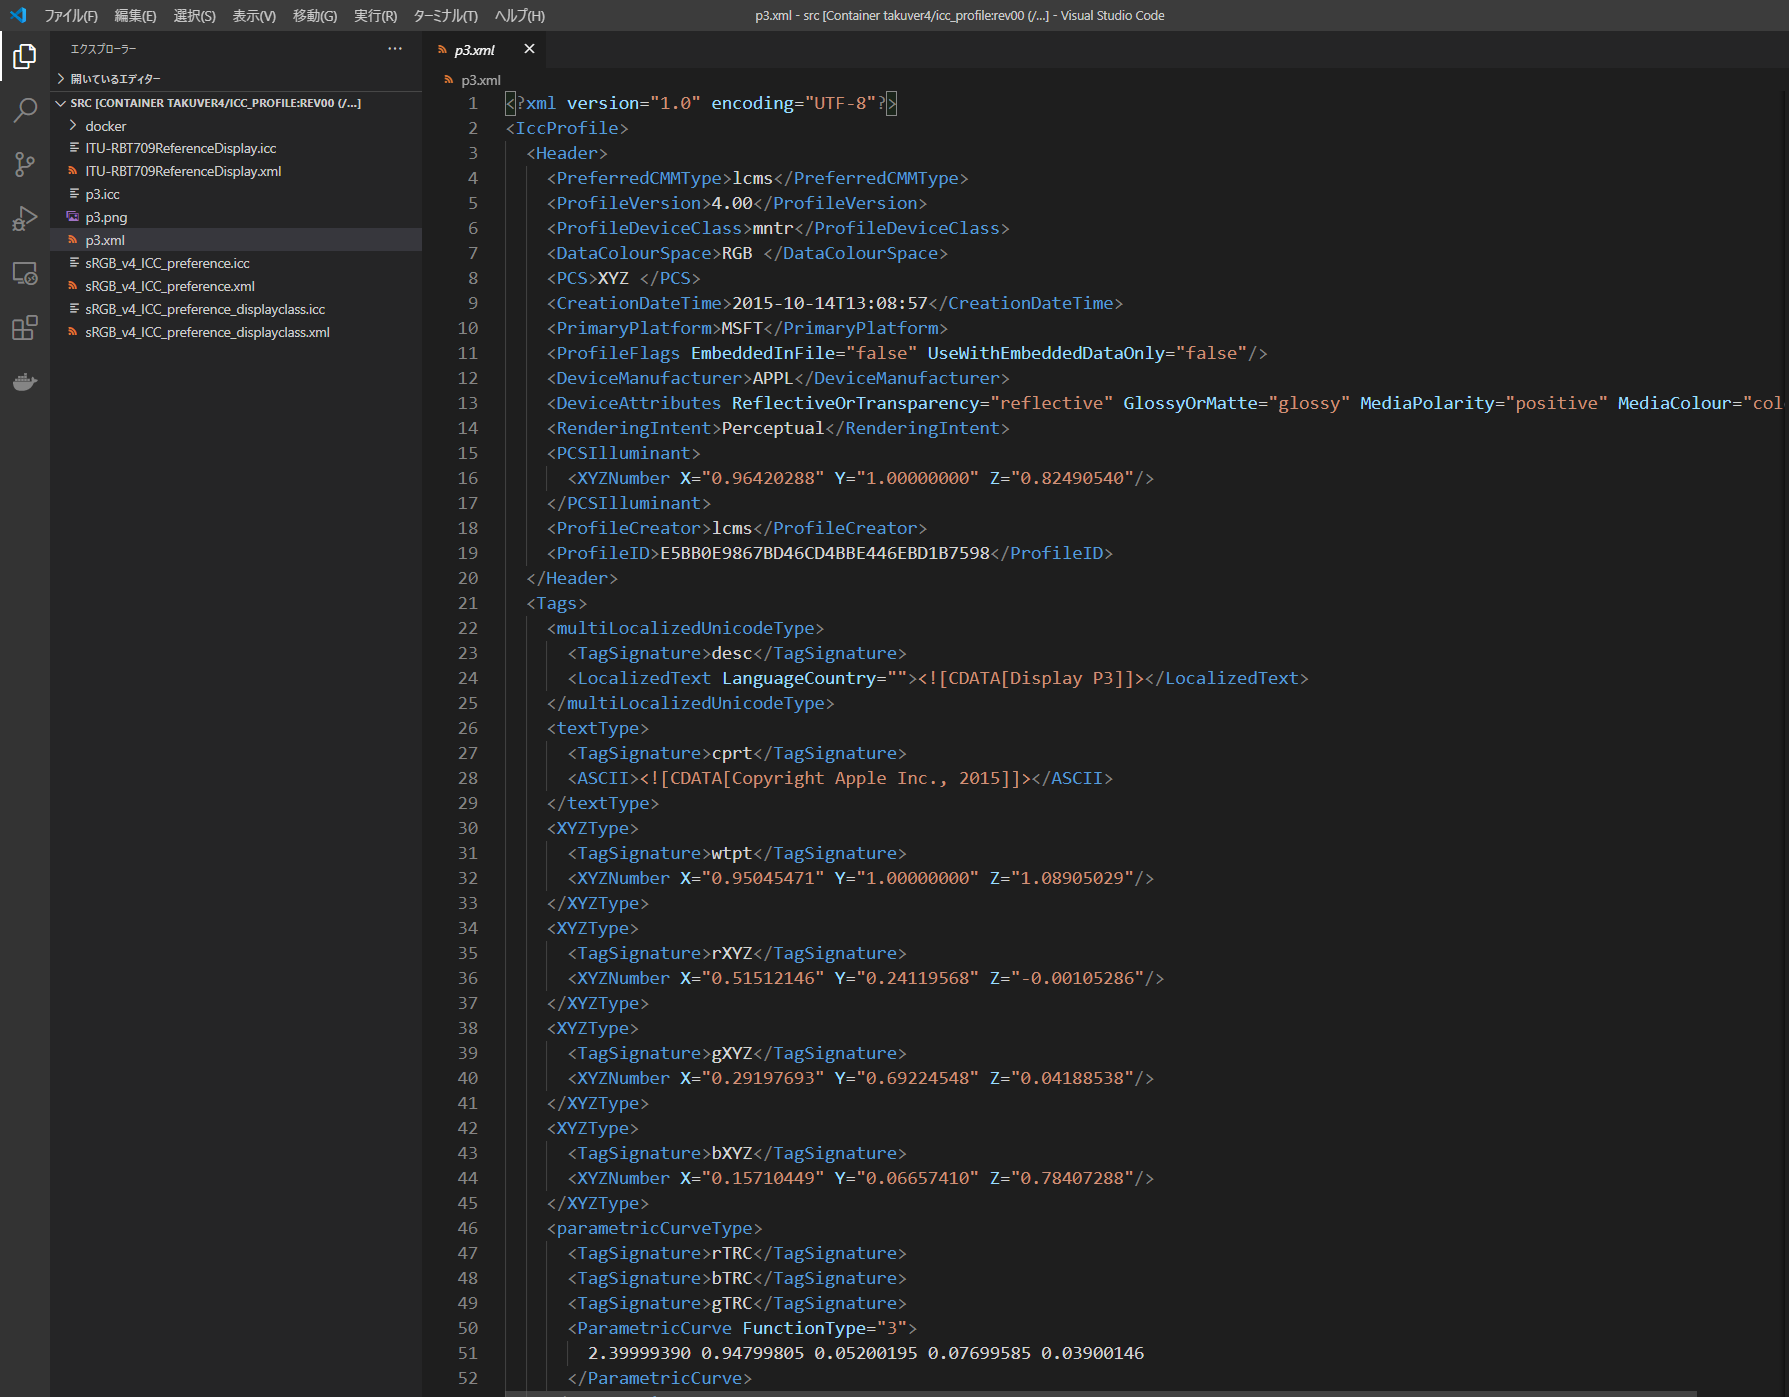 ファイル(F) 編集(E) 選択(S) 表示(V) 移動(G) 実行(R) ターミナル(T) ヘルプ(H) p3.xml - src [Container takuver4/icc_profile:rev00 (/...] - Visual Studio Code
エクスプローラー ...
開いているエディター
SRC [CONTAINER TAKUVER4/ICC_PROFILE:REV00 (/...]
docker
ITU-RBT709ReferenceDisplay.icc
ITU-RBT709ReferenceDisplay.xml
p3.icc
p3.png
p3.xml
sRGB_v4_ICC_preference.icc
sRGB_v4_ICC_preference.xml
sRGB_v4_ICC_preference_displayclass.icc
sRGB_v4_ICC_preference_displayclass.xml
p3.xml
p3.xml
1 <?xml version="1.0" encoding="UTF-8"?>
2 <IccProfile>
3 <Header>
4 <PreferredCMMType>lcms</PreferredCMMType>
5 <ProfileVersion>4.00</ProfileVersion>
6 <ProfileDeviceClass>mntr</ProfileDeviceClass>
7 <DataColourSpace>RGB </DataColourSpace>
8 <PCS>XYZ </PCS>
9 <CreationDateTime>2015-10-14T13:08:57</CreationDateTime>
10 <PrimaryPlatform>MSFT</PrimaryPlatform>
11 <ProfileFlags EmbeddedInFile="false" UseWithEmbeddedDataOnly="false"/>
12 <DeviceManufacturer>APPL</DeviceManufacturer>
13 <DeviceAttributes ReflectiveOrTransparency="reflective" GlossyOrMatte="glossy" MediaPolarity="positive" MediaColour="col
14 <RenderingIntent>Perceptual</RenderingIntent>
15 <PCSIlluminant>
16 <XYZNumber X="0.96420288" Y="1.00000000" Z="0.82490540"/>
17 </PCSIlluminant>
18 <ProfileCreator>lcms</ProfileCreator>
19 <ProfileID>E5BB0E9867BD46CD4BBE446EBD1B7598</ProfileID>
20 </Header>
21 <Tags>
22 <multiLocalizedUnicodeType>
23 <TagSignature>desc</TagSignature>
24 <LocalizedText LanguageCountry=""><![CDATA[Display P3]]></LocalizedText>
25 </multiLocalizedUnicodeType>
26 <textType>
27 <TagSignature>cprt</TagSignature>
28 <ASCII><![CDATA[Copyright Apple Inc., 2015]]></ASCII>
29 </textType>
30 <XYZType>
31 <TagSignature>wtpt</TagSignature>
32 <XYZNumber X="0.95045471" Y="1.00000000" Z="1.08905029"/>
33 </XYZType>
34 <XYZType>
35 <TagSignature>rXYZ</TagSignature>
36 <XYZNumber X="0.51512146" Y="0.24119568" Z="-0.00105286"/>
37 </XYZType>
38 <XYZType>
39 <TagSignature>gXYZ</TagSignature>
40 <XYZNumber X="0.29197693" Y="0.69224548" Z="0.04188538"/>
41 </XYZType>
42 <XYZType>
43 <TagSignature>bXYZ</TagSignature>
44 <XYZNumber X="0.15710449" Y="0.06657410" Z="0.78407288"/>
45 </XYZType>
46 <parametricCurveType>
47 <TagSignature>rTRC</TagSignature>
48 <TagSignature>bTRC</TagSignature>
49 <TagSignature>gTRC</TagSignature>
50 <ParametricCurve FunctionType="3">
51 2.39999390 0.94799805 0.05200195 0.07699585 0.03900146
52 </ParametricCurve>